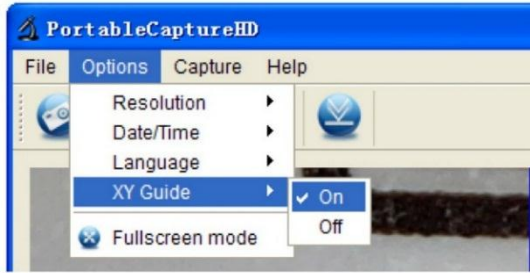 PortableCaptureHD
File Options Capture Help
Resolution
Date/Time
Language
XY Guide
On
Off
Fullscreen mode